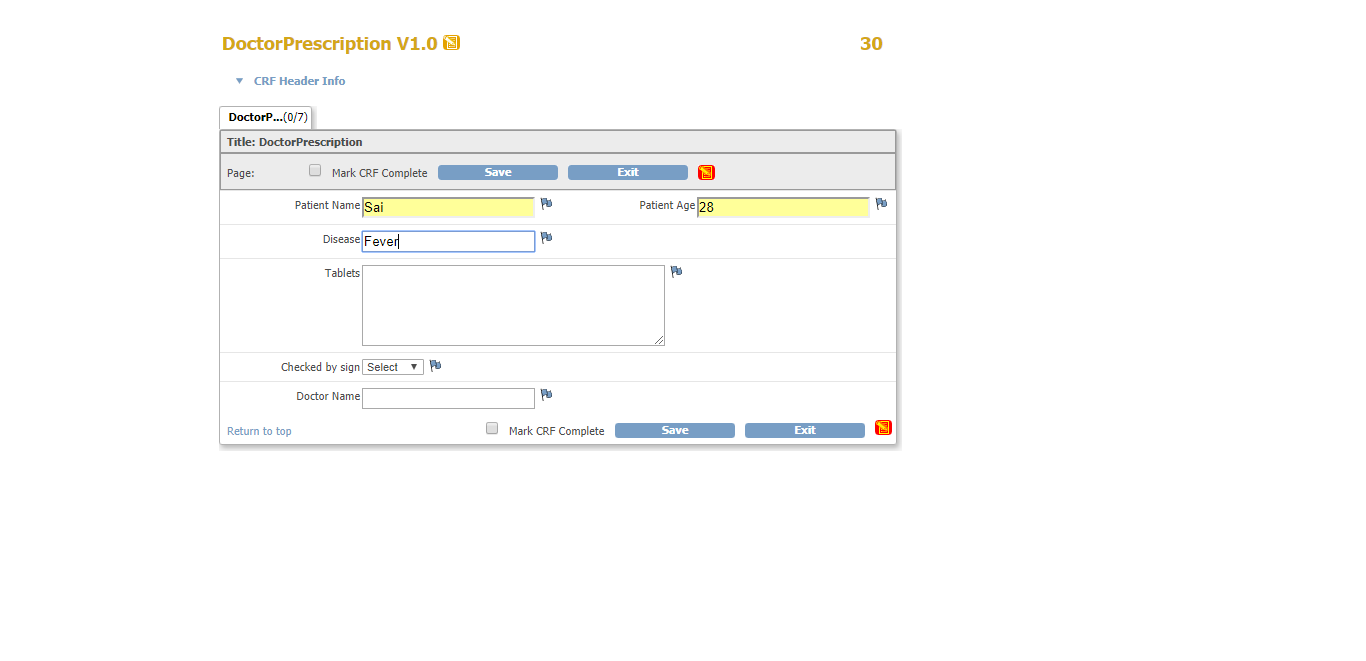 DoctorPrescription V1.0 30
CRF Header Info
DoctorP...(0/7)
Title: DoctorPrescription
Page: Mark CRF Complete Save Exit
Patient Name Sai Patient Age 28
Disease Fever
Tablets
Checked by sign Select
Doctor Name
Return to top Mark CRF Complete Save Exit